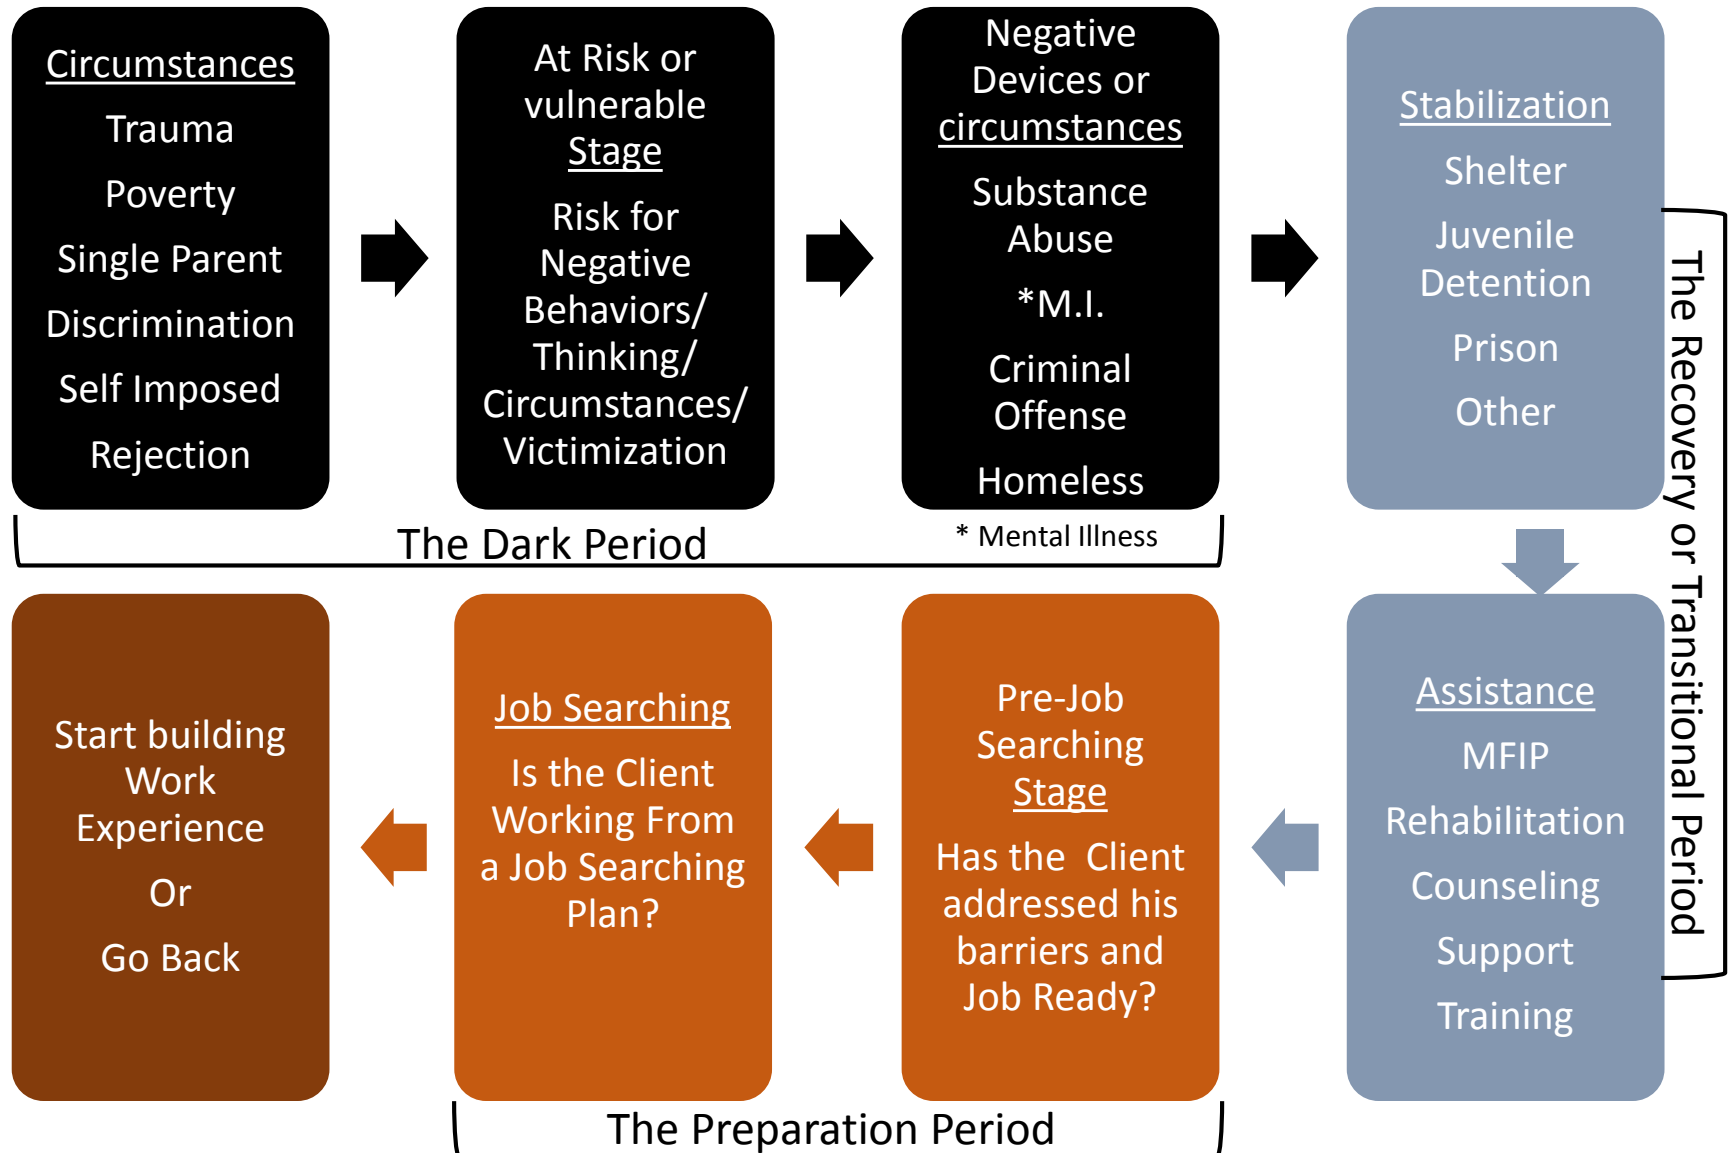 Circumstances
Trauma
Poverty
Single Parent
Discrimination
Self Imposed
Rejection
At Risk or
vulnerable
Stage
Risk for
Negative
Behaviors/
Thinking/
Circumstances/
Victimization
Negative
Devices or
circumstances
Substance
Abuse
*M.I.
Criminal
Offense
Homeless
* Mental Illness
The Dark Period
Stabilization
Shelter
Juvenile
Detention
Prison
Other
The Recovery or Transitional Period
Assistance
MFIP
Rehabilitation
Counseling
Support
Training
Pre-Job
Searching
Stage
Has the  Client
addressed his
barriers and
Job Ready?
Job Searching
Is the Client
Working From
a Job Searching
Plan?
The Preparation Period
Start building
Work
Experience
Or
Go Back